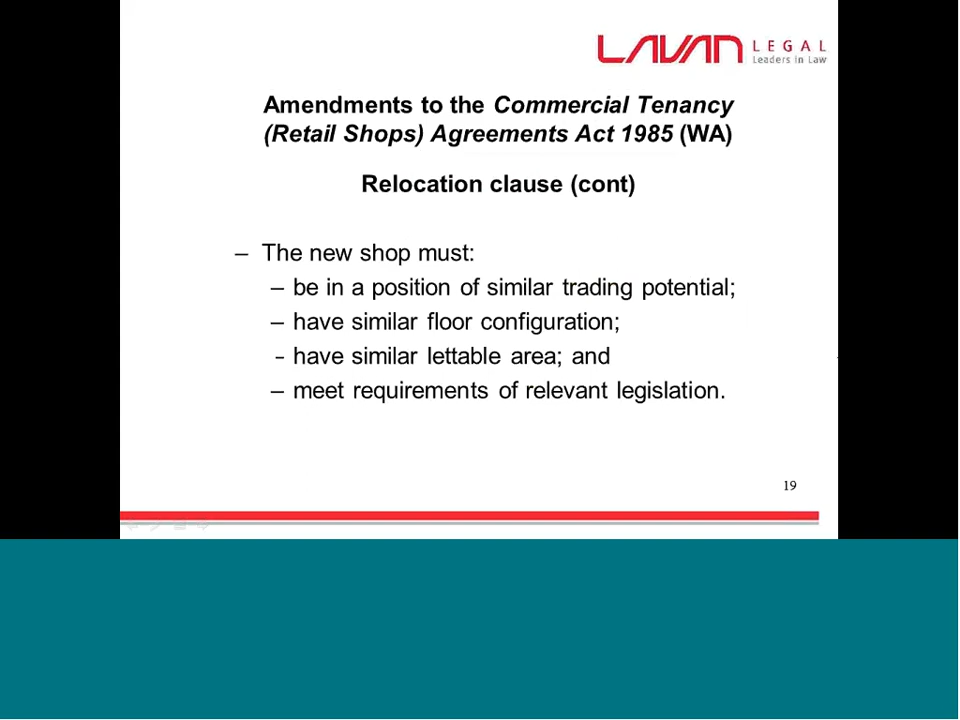 LAVAN LEGAL
Leaders in Law
Amendments to the Commercial Tenancy
(Retail Shops) Agreements Act 1985 (WA)
Relocation clause (cont)
– The new shop must:
– be in a position of similar trading potential;
– have similar floor configuration;
– have similar lettable area; and
– meet requirements of relevant legislation.
19